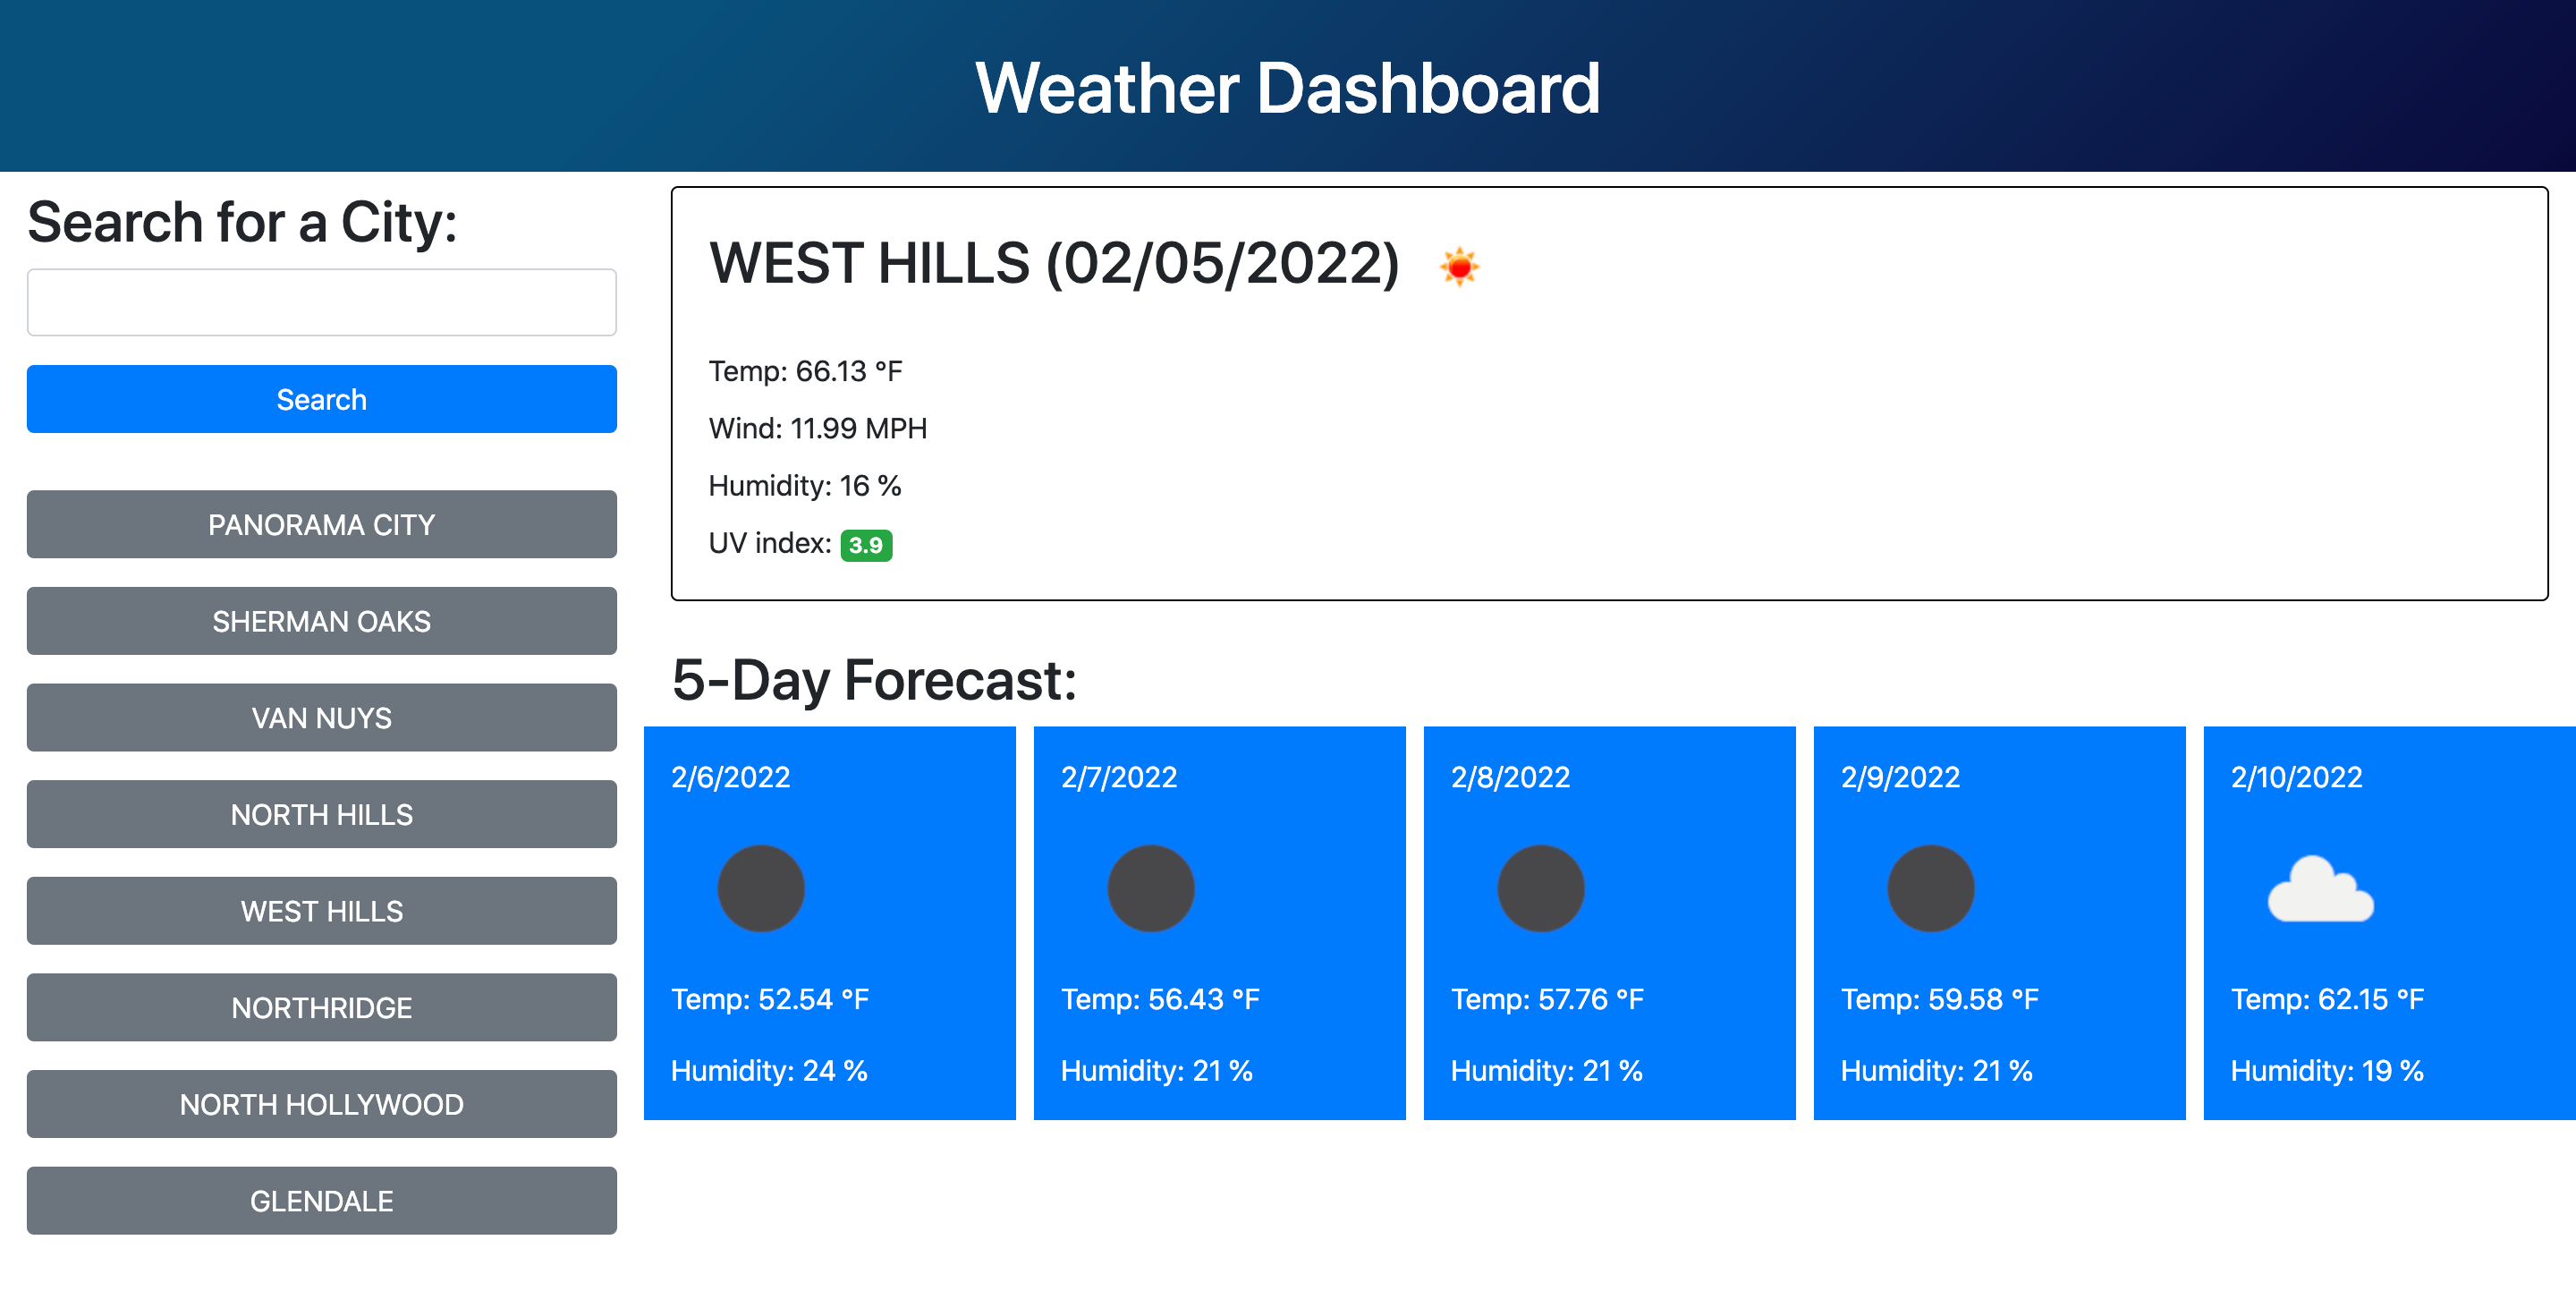 Weather Dashboard
Search for a City:
Search
PANORAMA CITY
SHERMAN OAKS
VAN NUYS
NORTH HILLS
WEST HILLS
NORTHRIDGE
NORTH HOLLYWOOD
GLENDALE
WEST HILLS (02/05/2022)
Temp: 66.13 °F
Wind: 11.99 MPH
Humidity: 16 %
UV index: 3.9
5-Day Forecast:
2/6/2022
Temp: 52.54 °F
Humidity: 24 %
2/7/2022
Temp: 56.43 °F
Humidity: 21 %
2/8/2022
Temp: 57.76 °F
Humidity: 21 %
2/9/2022
Temp: 59.58 °F
Humidity: 21 %
2/10/2022
Temp: 62.15 °F
Humidity: 19 %